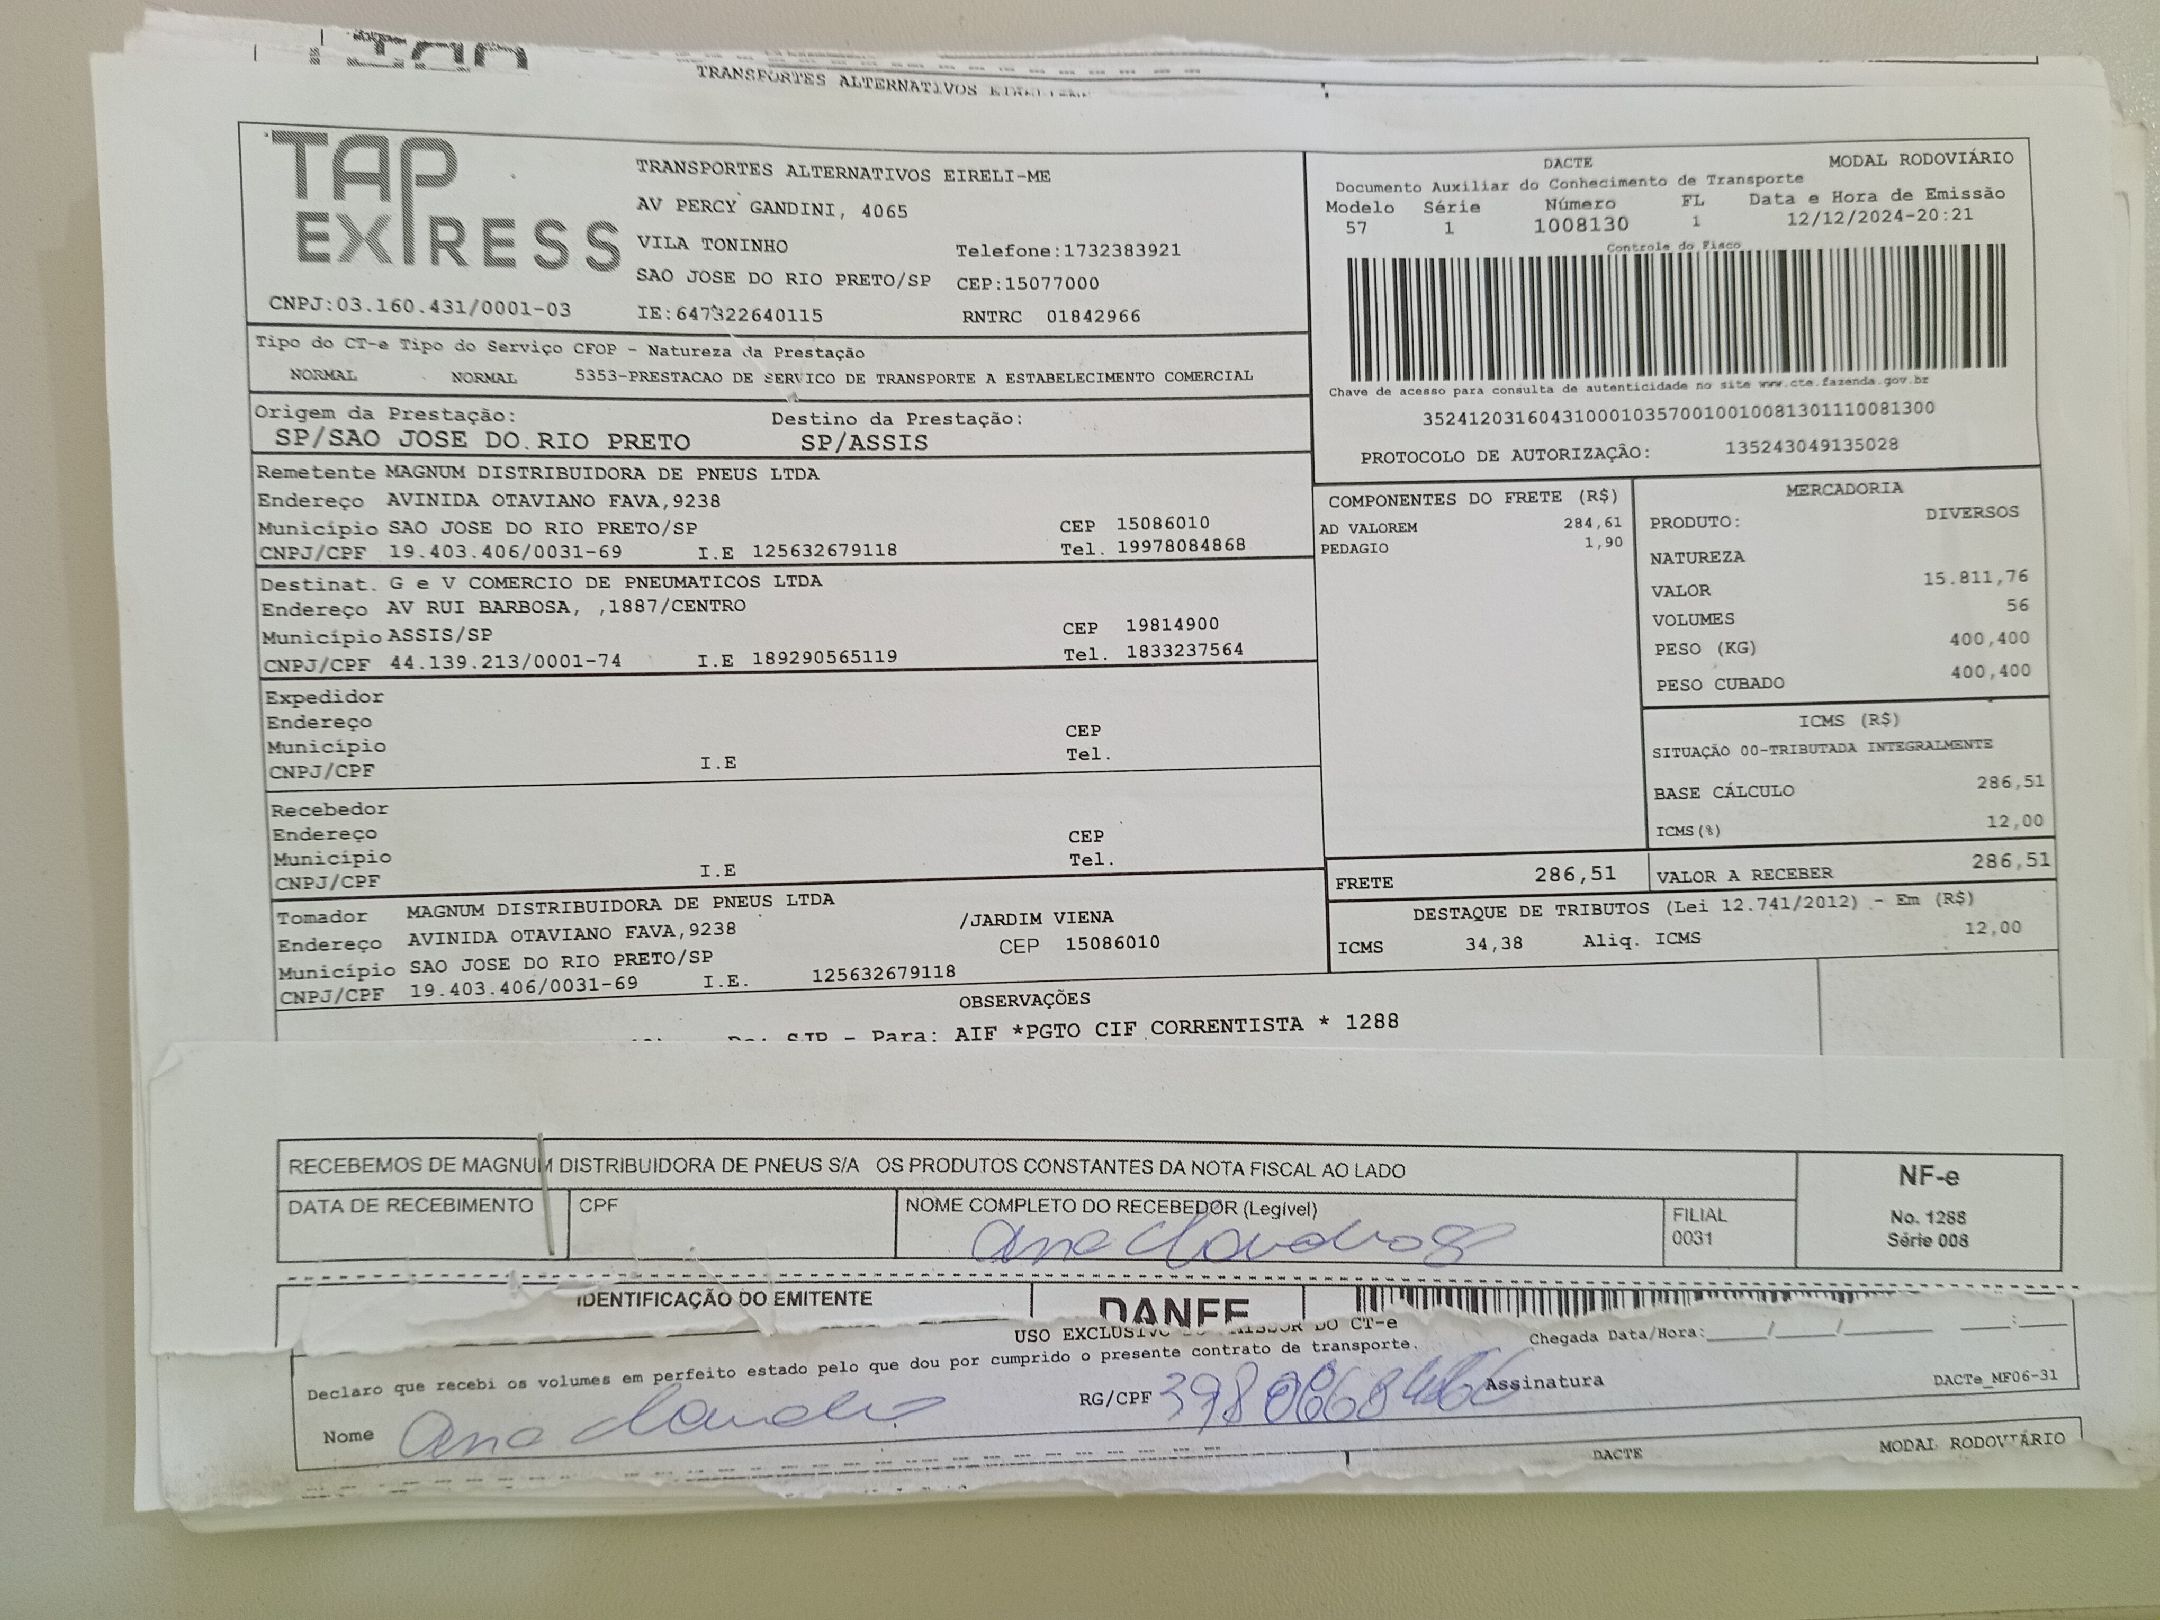 TRANSPORTES ALTERNATIVOS
TAP
EXPRESS
TRANSPORTES ALTERNATIVOS EIRELI-ME
AV PERCY GANDINI, 4065
VILA TONINHO
Telefone:1732383921
SAO JOSE DO RIO PRETO/SP CEP:15077000
CNPJ:03.160.431/0001-03 IE:647322640115 RNTRC 01842966
DACTE MODAL RODOVIÁRIO
Documento Auxiliar do Conhecimento de Transporte
Modelo Série Número FL Data e Hora de Emissão
57 1 1008130 1 12/12/2024-20:21
Controle do Fisco
Chave de acesso para consulta de autenticidade no site www.cte.fazenda.gov.br
35241203160431000103570010010081301110081300
PROTOCOLO DE AUTORIZAÇÃO: 135243049135028
Tipo do CT-e Tipo do Serviço CFOP - Natureza da Prestação
NORMAL NORMAL 5353-PRESTACAO DE SERVICO DE TRANSPORTE A ESTABELECIMENTO COMERCIAL
Origem da Prestação: Destino da Prestação:
SP/SAO JOSE DO RIO PRETO SP/ASSIS
Remetente MAGNUM DISTRIBUIDORA DE PNEUS LTDA
Endereço AVINIDA OTAVIANO FAVA,9238
Município SAO JOSE DO RIO PRETO/SP CEP 15086010
CNPJ/CPF 19.403.406/0031-69 I.E 125632679118 Tel. 19978084868
Destinat. G e V COMERCIO DE PNEUMATICOS LTDA
Endereço AV RUI BARBOSA, ,1887/CENTRO
Município ASSIS/SP CEP 19814900
CNPJ/CPF 44.139.213/0001-74 I.E 189290565119 Tel. 1833237564
Expedidor
Endereço
Município CEP
CNPJ/CPF I.E Tel.
Recebedor
Endereço
Município CEP
CNPJ/CPF I.E Tel.
Tomador MAGNUM DISTRIBUIDORA DE PNEUS LTDA
Endereço AVINIDA OTAVIANO FAVA,9238 /JARDIM VIENA
Município SAO JOSE DO RIO PRETO/SP CEP 15086010
CNPJ/CPF 19.403.406/0031-69 I.E. 125632679118
COMPONENTES DO FRETE (R$)
AD VALOREM 284,61
PEDAGIO 1,90
MERCADORIA
PRODUTO: DIVERSOS
NATUREZA
VALOR 15.811,76
VOLUMES 56
PESO (KG) 400,400
PESO CUBADO 400,400
ICMS (R$)
SITUAÇÃO 00-TRIBUTADA INTEGRALMENTE
BASE CÁLCULO 286,51
ICMS(%) 12,00
FRETE 286,51 VALOR A RECEBER 286,51
DESTAQUE DE TRIBUTOS (Lei 12.741/2012) - Em (R$)
ICMS 34,38 Aliq. ICMS 12,00
OBSERVAÇÕES
De: SJP - Para: AIF *PGTO CIF CORRENTISTA * 1288
RECEBEMOS DE MAGNUM DISTRIBUIDORA DE PNEUS S/A OS PRODUTOS CONSTANTES DA NOTA FISCAL AO LADO
DATA DE RECEBIMENTO CPF NOME COMPLETO DO RECEBEDOR (Legível)
FILIAL
0031
NF-e
No. 1288
Série 008
IDENTIFICAÇÃO DO EMITENTE DANFE
USO EXCLUSIVO DO EMISSOR DO CT-e
Chegada Data/Hora:___/___/___ __:__
Declaro que recebi os volumes em perfeito estado pelo que dou por cumprido o presente contrato de transporte.
Nome Ana RG/CPF Assinatura
DACTe_MF06-31
DACTE MODAL RODOVIÁRIO